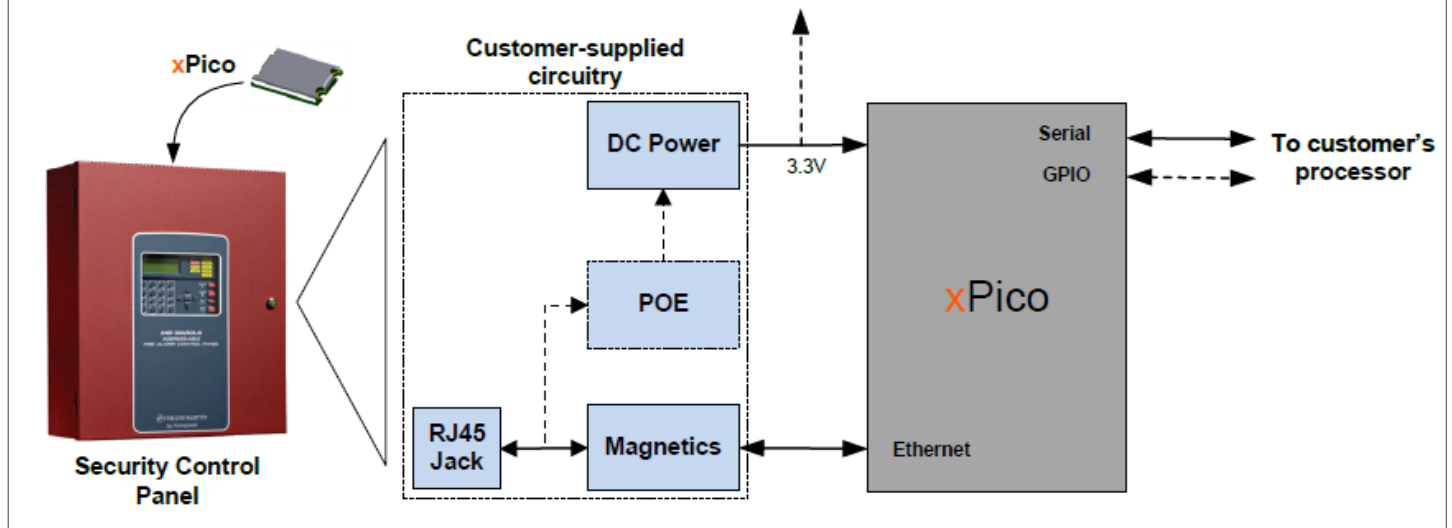 xPico
Customer-supplied
circuitry
DC Power
3.3V
Serial
GPIO
To customer's
processor
POE
xPico
RJ45
Jack
Magnetics
Ethernet
Security Control
Panel